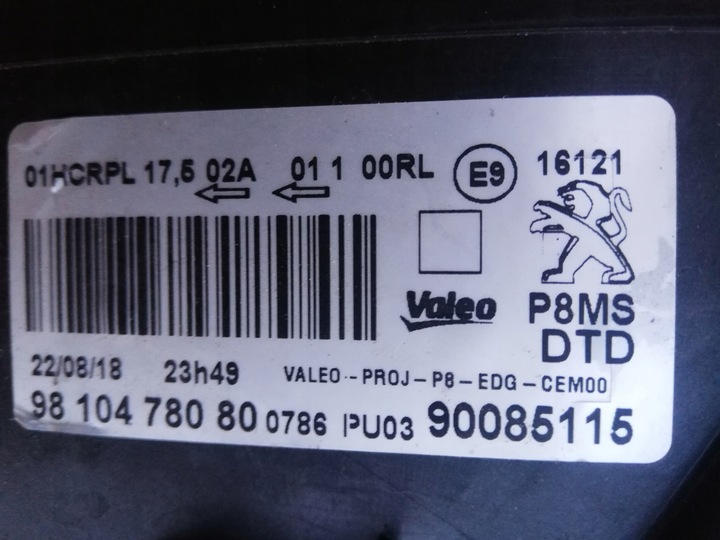 01HCRPL 17,5 02A 01 1 00RL E9 16121
Valeo P8MS
DTD
22/08/18 23h49 VALEO--PROJ-P8-EDG-CEM00
98 104 780 80 0786 PU03 90085115